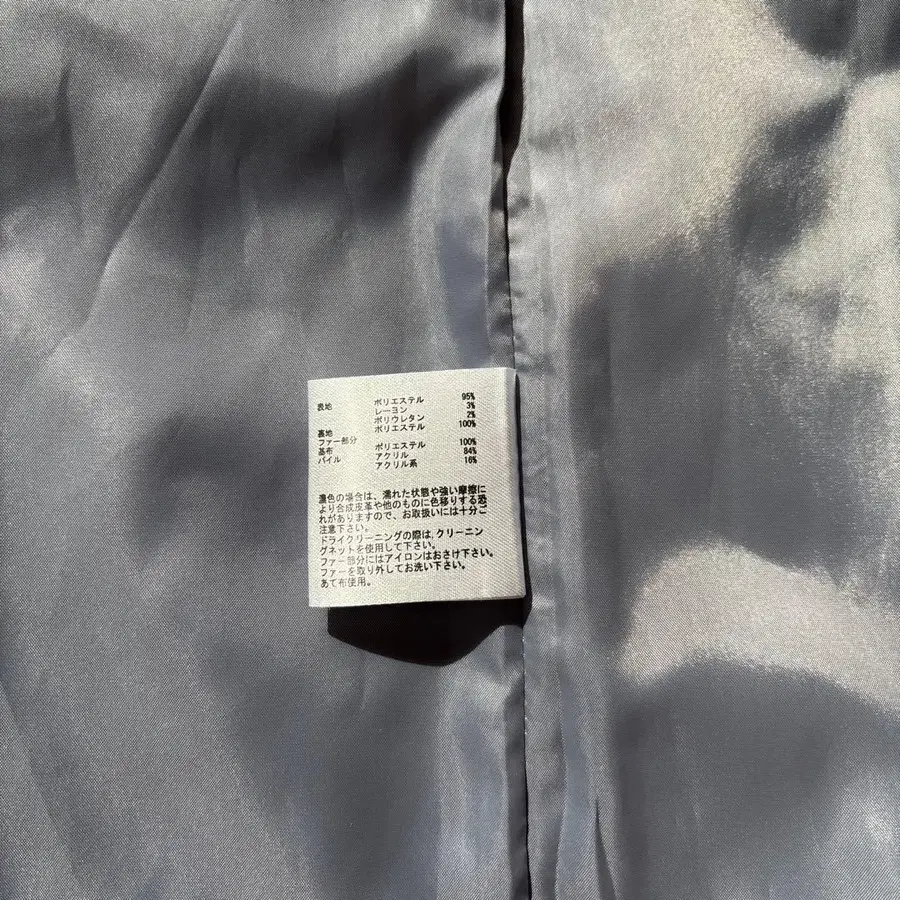 表地 ポリエステル 95%
レーヨン 3%
ポリウレタン 2%
裏地 ポリエステル 100%
ファー部分
基布 ポリエステル 100%
パイル アクリル 84%
アクリル系 16%
濃色の場合は、濡れた状態や強い摩擦に
より合成皮革や他のものに色移りする恐
れがありますので、お取扱いには十分ご
注意下さい。
ドライクリーニングの際は、クリーニン
グネットを使用して下さい。
ファー部分にはアイロンはおさけ下さい。
ファーを取り外してお洗い下さい。
あて布使用。